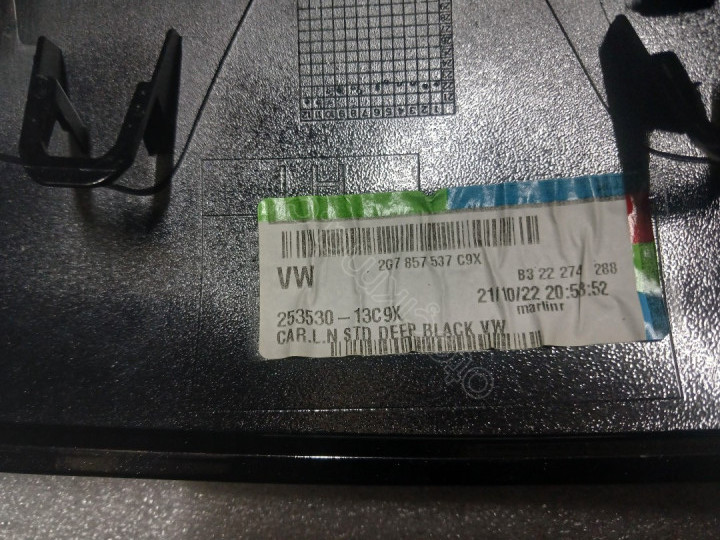 2G7 857 537 C9X
VW
B3 22 274 288
21/10/22 20:58:52
253530-13C9X
martinr
CAR.L.N STD DEEP BLACK VW